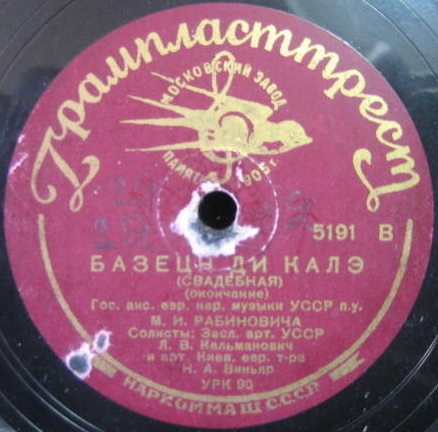 Грампласттрест
МОСКОВСКИЙ ЗАВОД
ПАМЯТИ 1905 г.
5191 В
БАЗЕЦН ДИ КАЛЭ
(СВАДЕБНАЯ)
(окончание)
Гос. анс. евр. нар. музыки УССР п.у.
М. И. РАБИНОВИЧА
Солисты: Засл. арт. УССР
Л. В. Кальманович
и арт. Киев. евр. т-ра
Н. А. Виньяр
УРК 90
НАРКОММАШ СССР